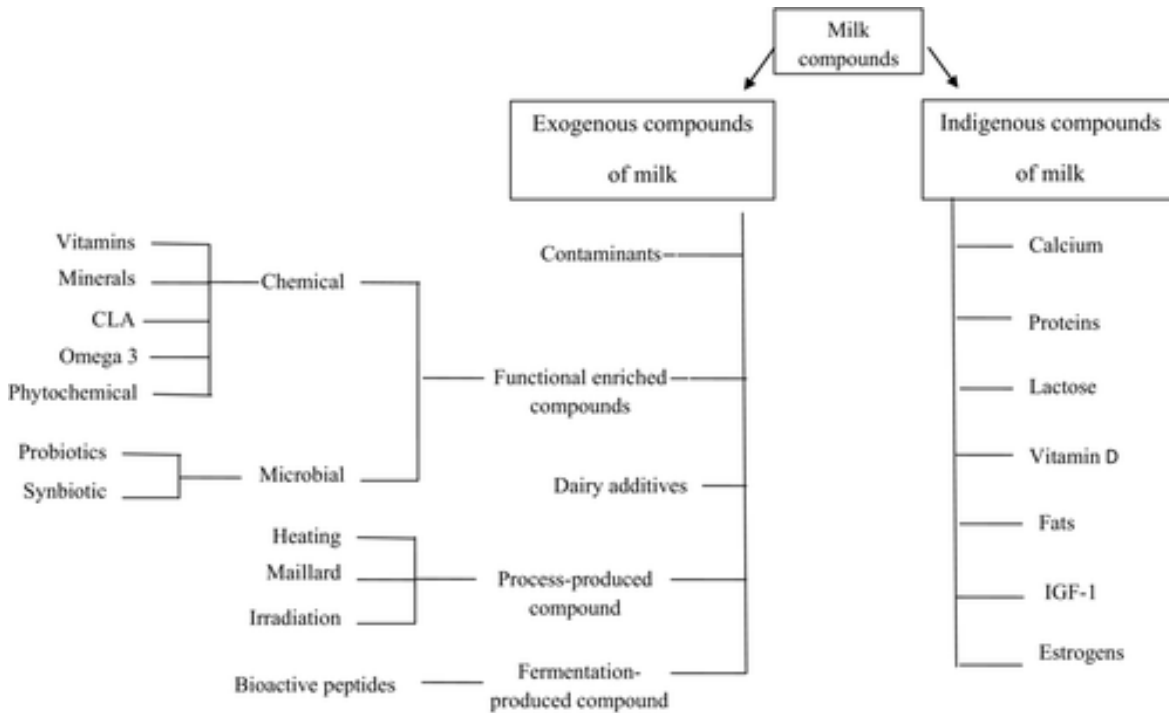 Milk
compounds
Exogenous compounds
of milk
Indigenous compounds
of milk
Contaminants
Functional enriched
compounds
Chemical
Vitamins
Minerals
CLA
Omega 3
Phytochemical
Microbial
Probiotics
Synbiotic
Dairy additives
Process-produced
compound
Heating
Maillard
Irradiation
Fermentation-
produced compound
Bioactive peptides
Calcium
Proteins
Lactose
Vitamin D
Fats
IGF-1
Estrogens